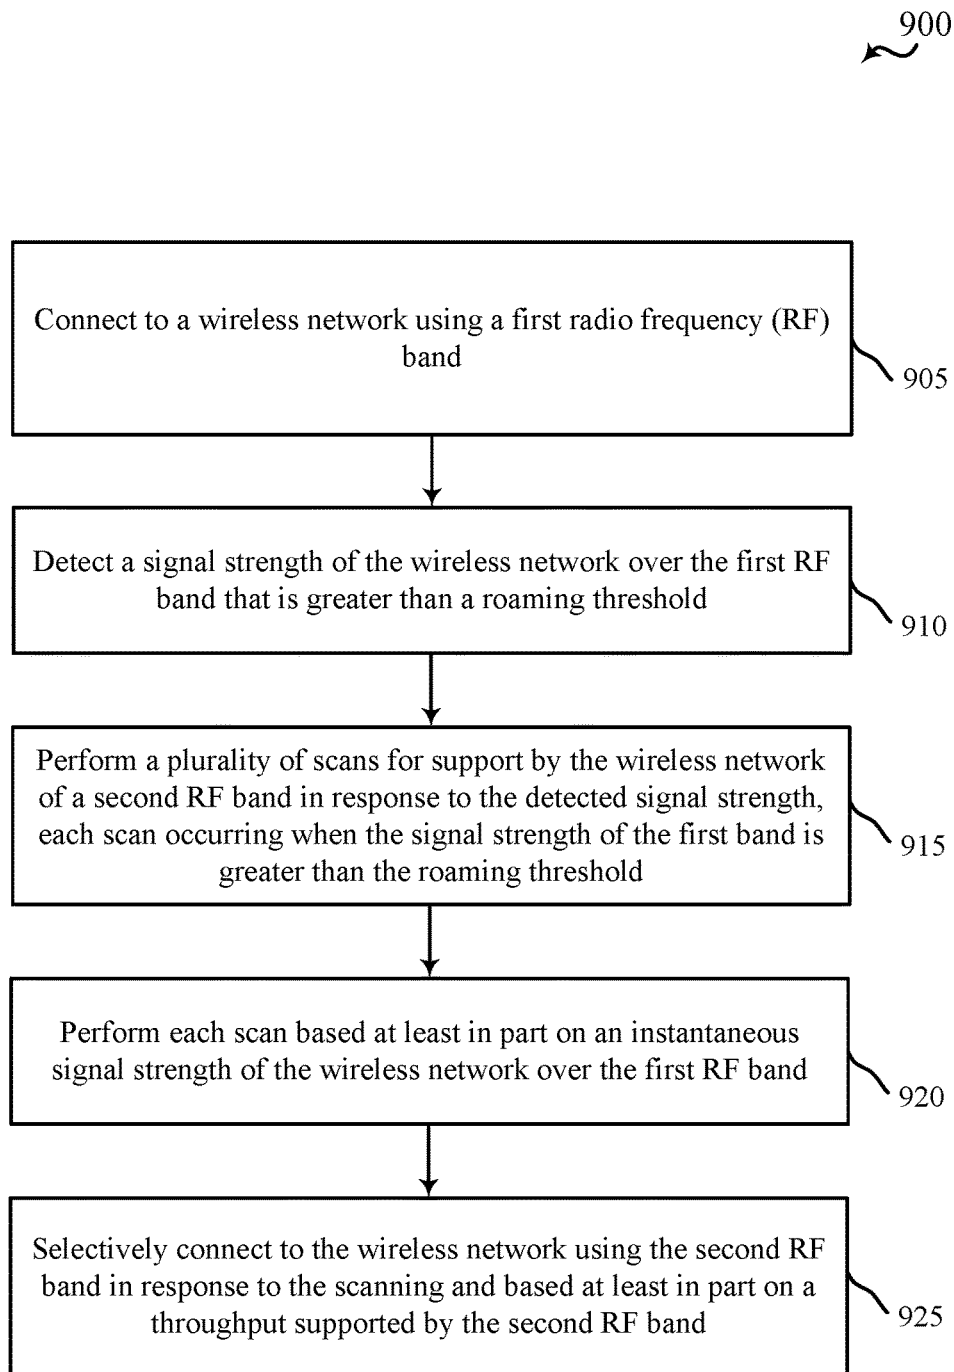 900
Connect to a wireless network using a first radio frequency (RF)
band
905
Detect a signal strength of the wireless network over the first RF
band that is greater than a roaming threshold
910
Perform a plurality of scans for support by the wireless network
of a second RF band in response to the detected signal strength,
each scan occurring when the signal strength of the first band is
greater than the roaming threshold
915
Perform each scan based at least in part on an instantaneous
signal strength of the wireless network over the first RF band
920
Selectively connect to the wireless network using the second RF
band in response to the scanning and based at least in part on a
throughput supported by the second RF band
925